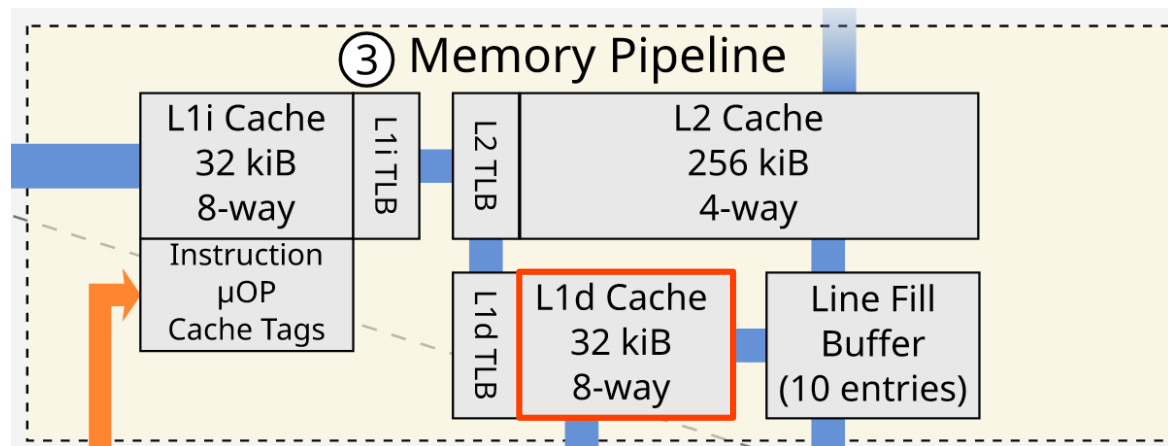 3 Memory Pipeline
L1i Cache
32 kiB
8-way
L1i TLB
L2 TLB
L2 Cache
256 kiB
4-way
Instruction
µOP
Cache Tags
L1d TLB
L1d Cache
32 kiB
8-way
Line Fill
Buffer
(10 entries)